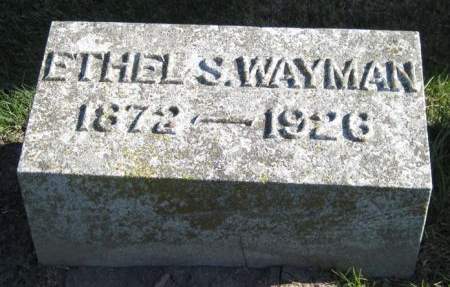 ETHEL S. WAYMAN
1872 — 1926